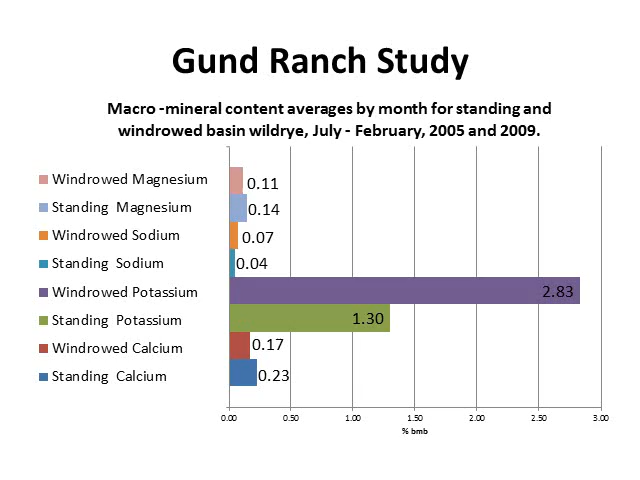 Gund Ranch Study
Macro -mineral content averages by month for standing and
windrowed basin wildrye, July - February, 2005 and 2009.
Windrowed Magnesium
0.11
Standing Magnesium
0.14
Windrowed Sodium
0.07
Standing Sodium
0.04
Windrowed Potassium
2.83
Standing Potassium
1.30
Windrowed Calcium
0.17
Standing Calcium
0.23
0.00 0.50 1.00 1.50 2.00 2.50 3.00
% bmb